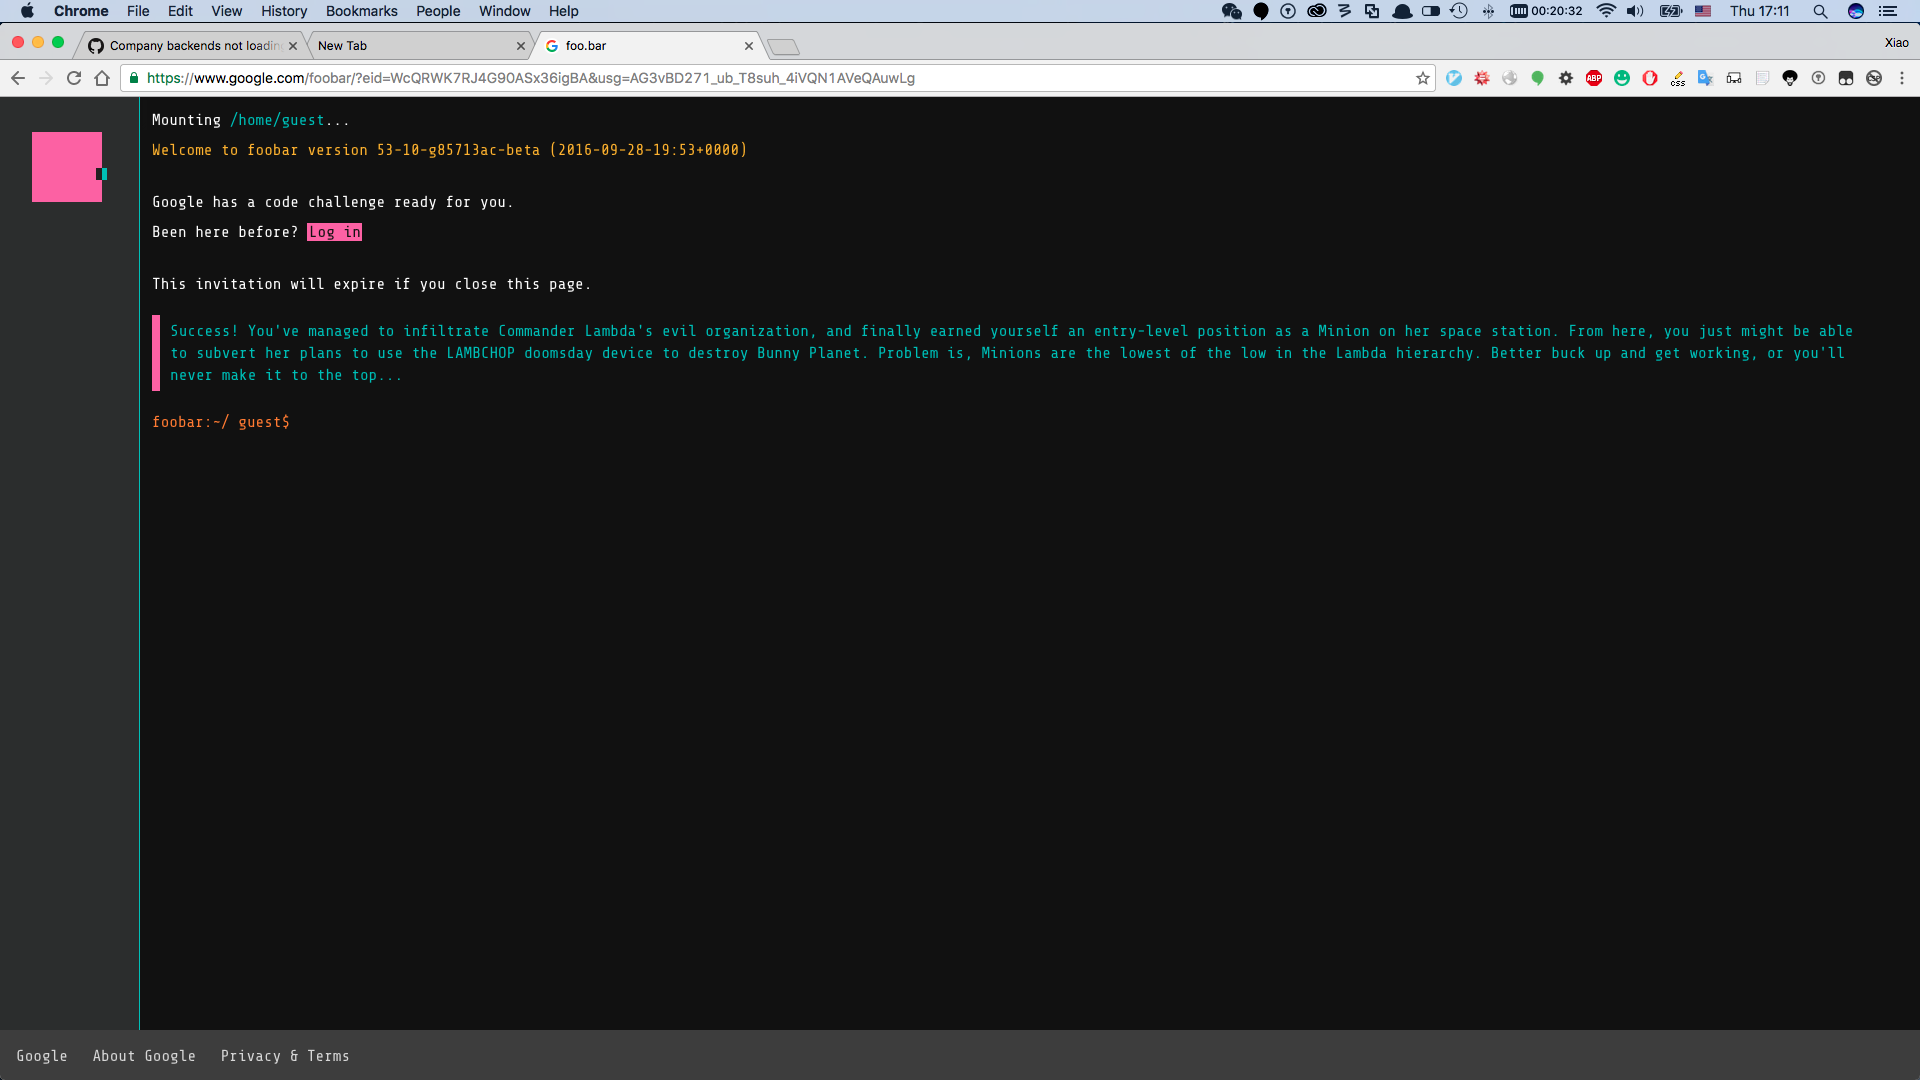 Chrome File Edit View History Bookmarks People Window Help 00:20:32 Thu 17:11
Company backends not loadin New Tab foo.bar Xiao
https://www.google.com/foobar/?eid=WcQRWK7RJ4G90ASx36igBA&usg=AG3vBD271_ub_T8suh_4iVQN1AVeQAuwLg ABP css
Mounting /home/guest...
Welcome to foobar version 53-10-g85713ac-beta (2016-09-28-19:53+0000)
Google has a code challenge ready for you.
Been here before? Log in
This invitation will expire if you close this page.
Success! You've managed to infiltrate Commander Lambda's evil organization, and finally earned yourself an entry-level position as a Minion on her space station. From here, you just might be able
to subvert her plans to use the LAMBCHOP doomsday device to destroy Bunny Planet. Problem is, Minions are the lowest of the low in the Lambda hierarchy. Better buck up and get working, or you'll
never make it to the top...
foobar:~/ guest$
Google About Google Privacy & Terms